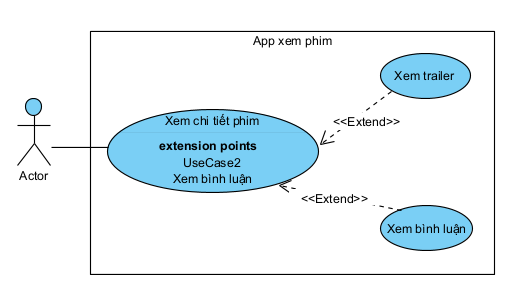 App xem phim
Xem trailer
<<Extend>>
Xem chi tiết phim
extension points
UseCase2
Xem bình luận
Actor
<<Extend>>
Xem bình luận